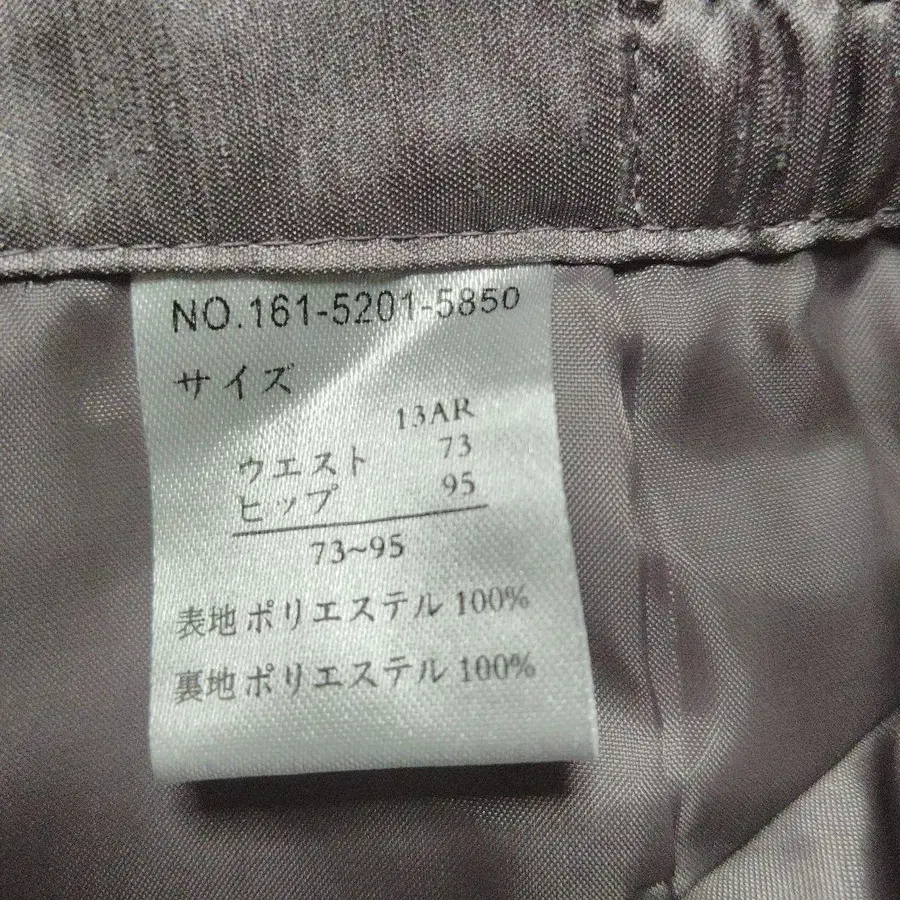 NO.161-5201-5850
サイズ
13AR
ウエスト 73
ヒップ 95
73~95
表地 ポリエステル 100%
裏地 ポリエステル 100%